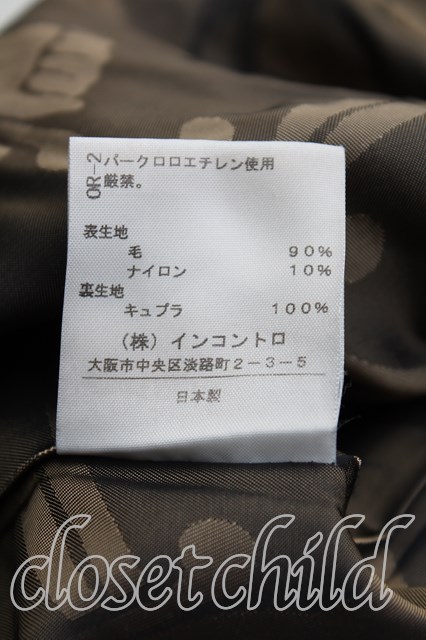 OR-2
パークロロエチレン使用
厳禁。
表生地
毛 90%
ナイロン 10%
裏生地
キュプラ 100%
(株)インコントロ
大阪市中央区淡路町2-3-5
日本製
closet child